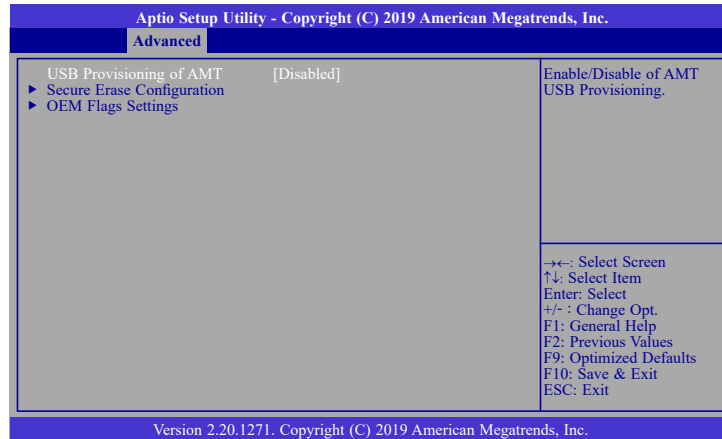 Aptio Setup Utility - Copyright (C) 2019 American Megatrends, Inc.
Advanced
USB Provisioning of AMT [Disabled]
► Secure Erase Configuration
► OEM Flags Settings
Enable/Disable of AMT
USB Provisioning.
→←: Select Screen
↑↓: Select Item
Enter: Select
+/- : Change Opt.
F1: General Help
F2: Previous Values
F9: Optimized Defaults
F10: Save & Exit
ESC: Exit
Version 2.20.1271. Copyright (C) 2019 American Megatrends, Inc.